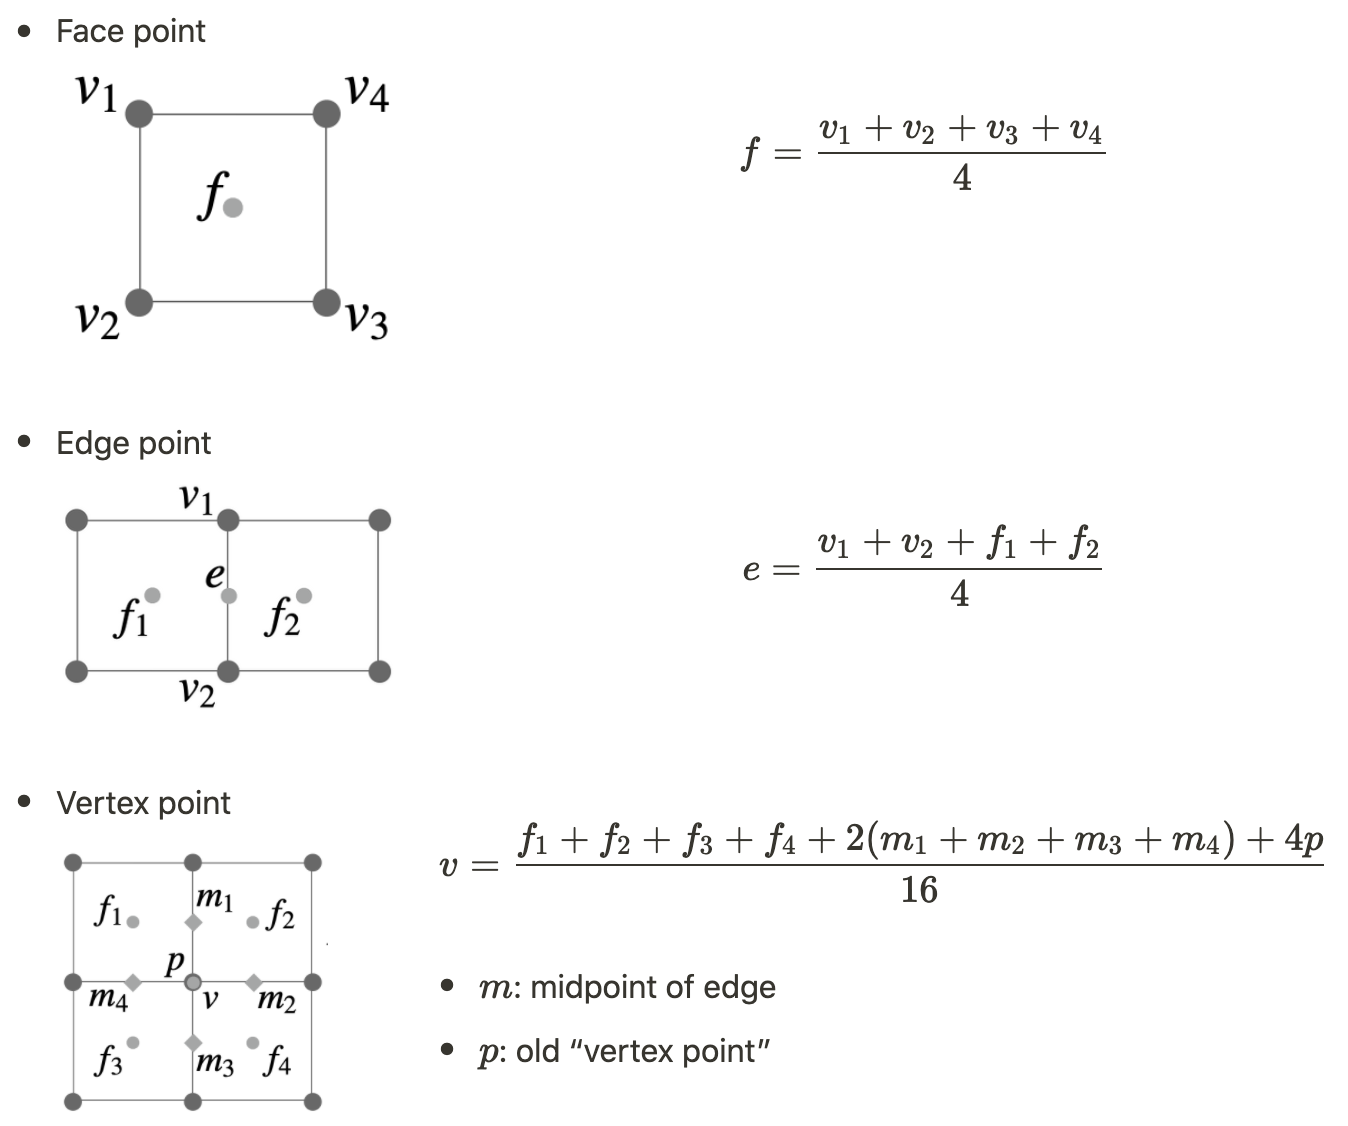 • Face point
v₁ v₄
f
v₂ v₃
f = (v₁ + v₂ + v₃ + v₄) / 4
• Edge point
v₁
e
f₁ f₂
v₂
e = (v₁ + v₂ + f₁ + f₂) / 4
• Vertex point
f₁ m₁ f₂
p
m₄ v m₂
f₃ m₃ f₄
v = (f₁ + f₂ + f₃ + f₄ + 2(m₁ + m₂ + m₃ + m₄) + 4p) / 16
• m: midpoint of edge
• p: old “vertex point”